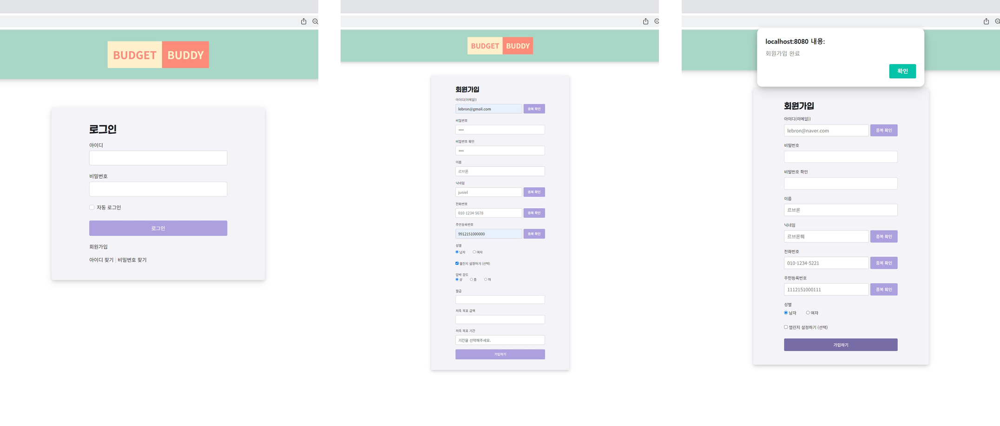 BUDGET BUDDY
로그인
아이디
비밀번호
자동 로그인
로그인
회원가입
아이디 찾기 | 비밀번호 찾기
BUDGET BUDDY
회원가입
아이디(이메일))
lebron@gmail.com 중복 확인
비밀번호
••••
비밀번호 확인
••••
이름
르브론
닉네임
juniel 중복 확인
전화번호
010-1234-5678 중복 확인
주민등록번호
9912151000000 중복 확인
성별
남자 여자
챌린지 설정하기 (선택)
압박 강도
상 중 하
월급
저축 목표 금액
저축 목표 기간
기간을 선택해주세요.
가입하기
localhost:8080 내용:
회원가입 완료
확인
회원가입
아이디(이메일))
lebron@naver.com 중복 확인
비밀번호
비밀번호 확인
이름
르브론
닉네임
르브론쮀 중복 확인
전화번호
010-1234-5221 중복 확인
주민등록번호
1112151000111 중복 확인
성별
남자 여자
챌린지 설정하기 (선택)
가입하기